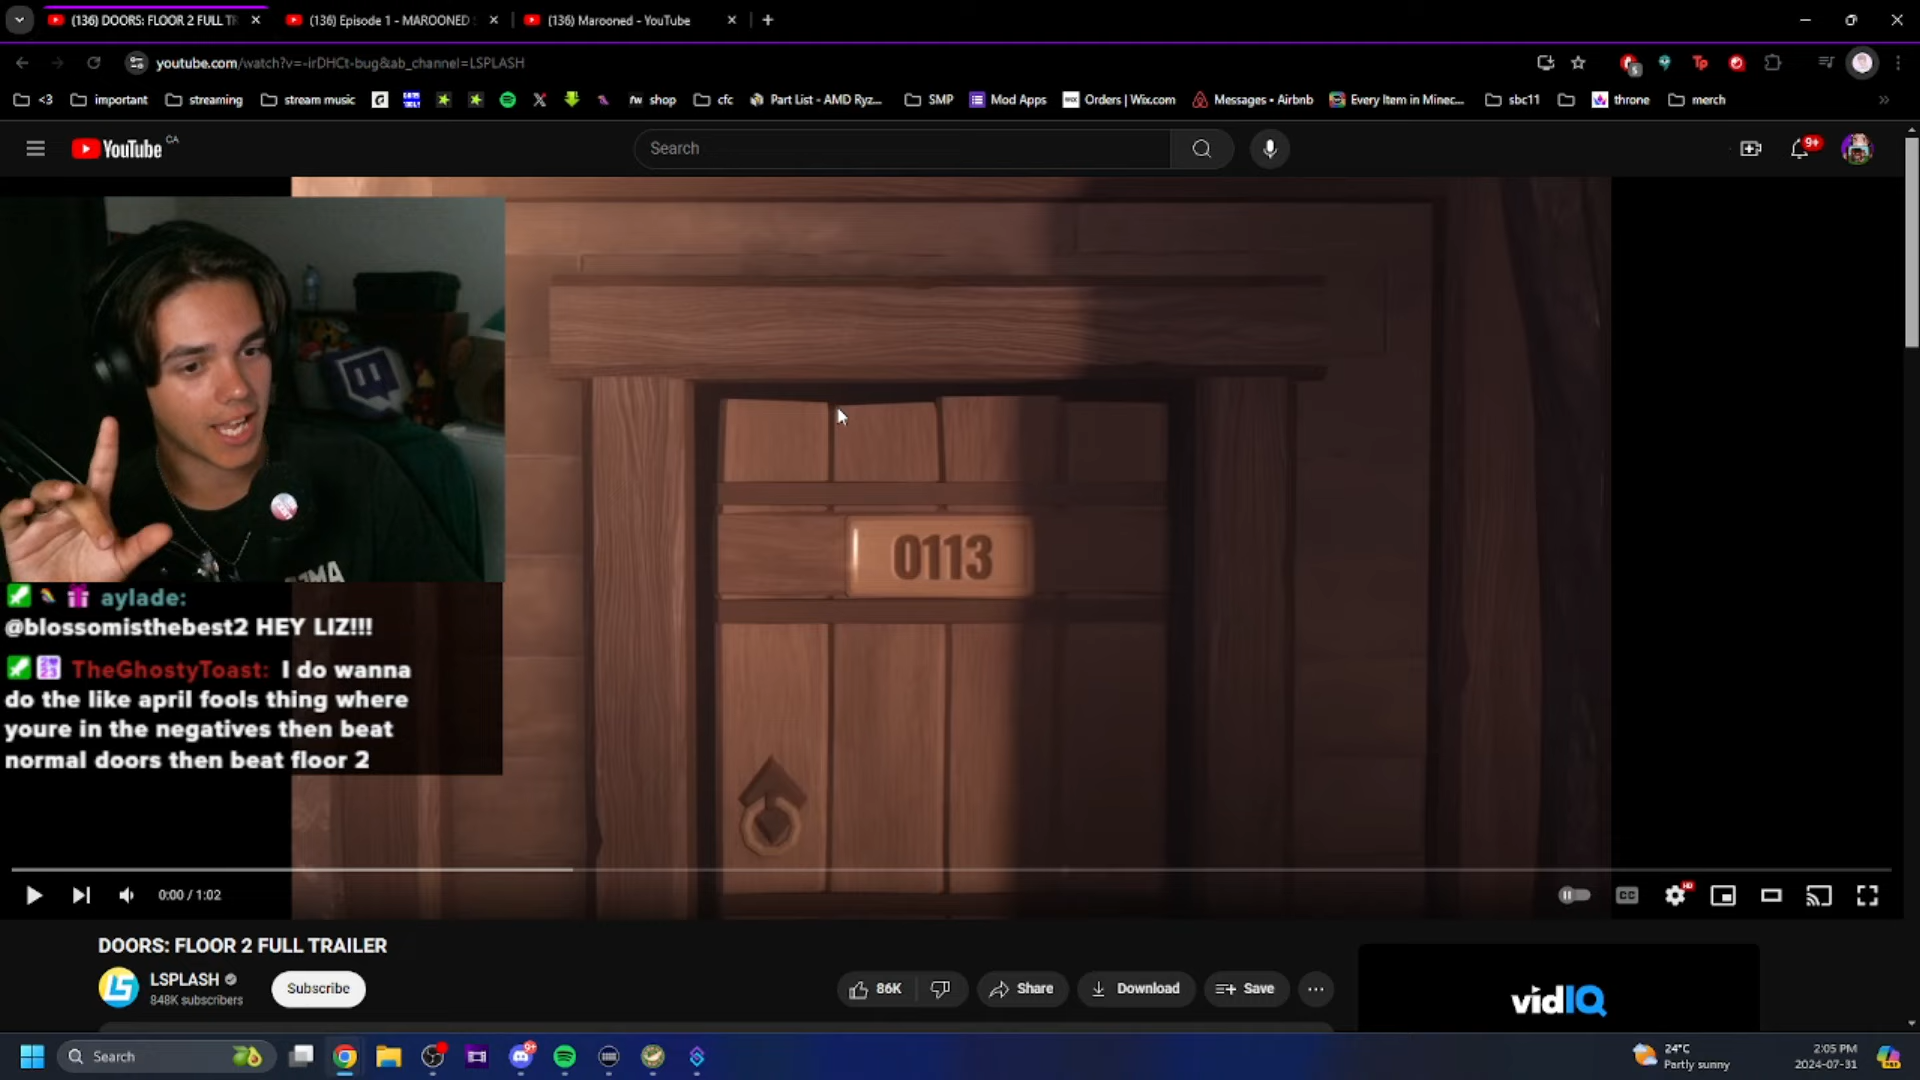 (136) DOORS: FLOOR 2 FULL TR
(136) Episode 1 - MAROONED
(136) Marooned - YouTube
youtube.com/watch?v=-irDHCt-bug&ab_channel=LSPLASH
<3
important
streaming
stream music
rw shop
cfc
Part List - AMD Ryz...
SMP
Mod Apps
Orders | Wix.com
Messages • Airbnb
Every Item in Minec...
sbc11
throne
merch
YouTube CA
Search
9+
0113
aylade:
@blossomisthebest2 HEY LIZ!!!
TheGhostyToast: I do wanna
do the like april fools thing where
youre in the negatives then beat
normal doors then beat floor 2
0:00 / 1:02
CC
HD
DOORS: FLOOR 2 FULL TRAILER
LSPLASH
848K subscribers
Subscribe
86K
Share
Download
Save
vidIQ
Search
24°C
Partly sunny
2:05 PM
2024-07-31